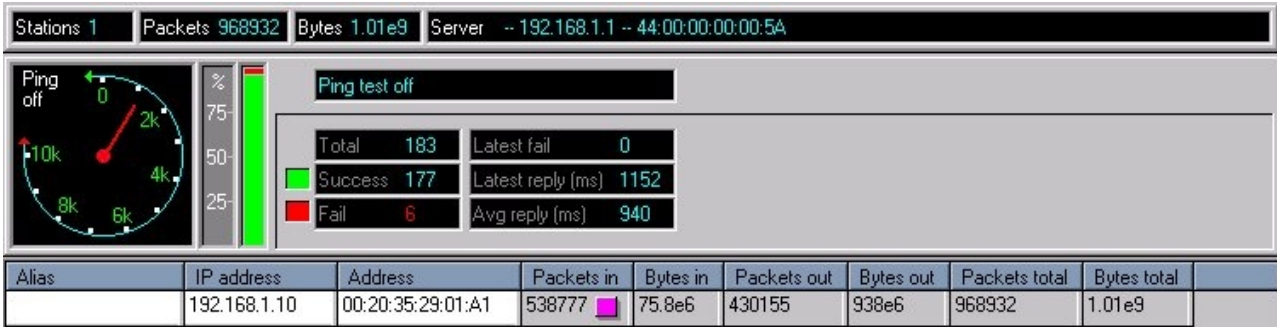 Stations 1 Packets 968932 Bytes 1.01e9 Server -- 192.168.1.1 -- 44:00:00:00:00:5A
Ping
off
0
2k
4k
6k
8k
10k
%
75-
50-
25-
Ping test off
Total 183 Latest fail 0
Success 177 Latest reply (ms) 1152
Fail 6 Avg reply (ms) 940
Alias IP address Address Packets in Bytes in Packets out Bytes out Packets total Bytes total
192.168.1.10 00:20:35:29:01:A1 538777 75.8e6 430155 938e6 968932 1.01e9